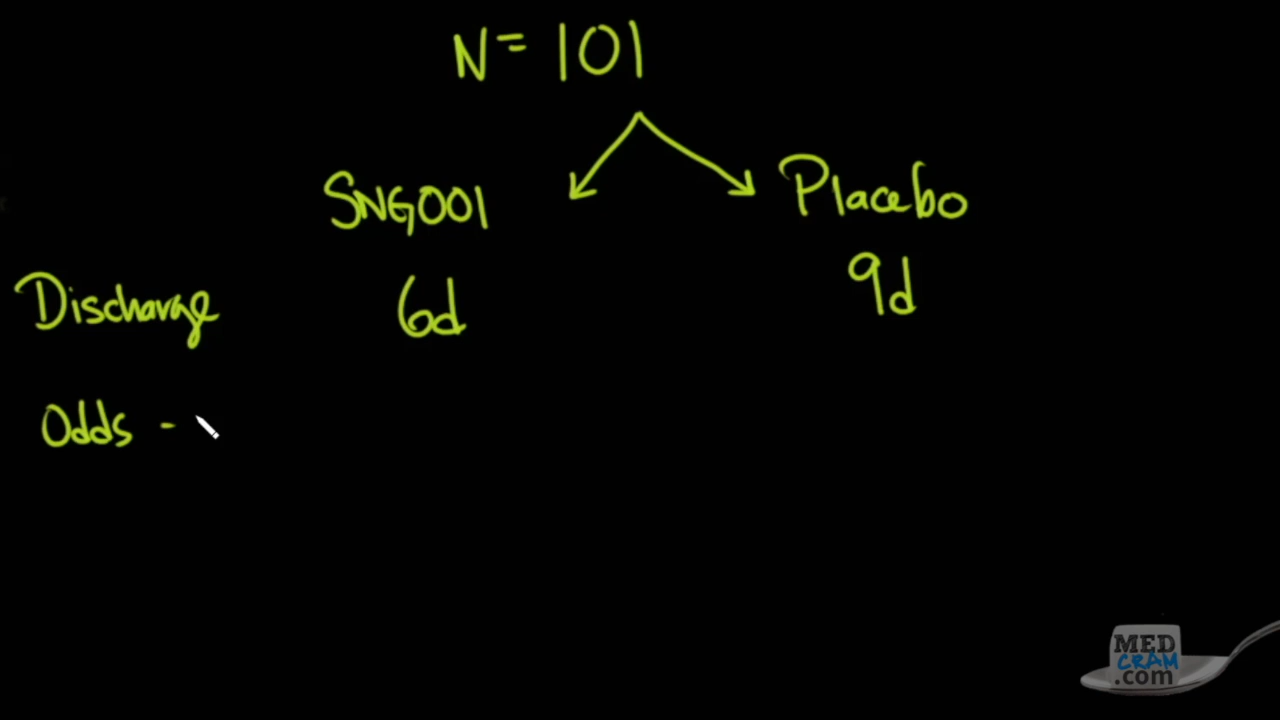 N= 101
SNG001 Placebo
Discharge 6d 9d
Odds -
MED
CRAM
.com